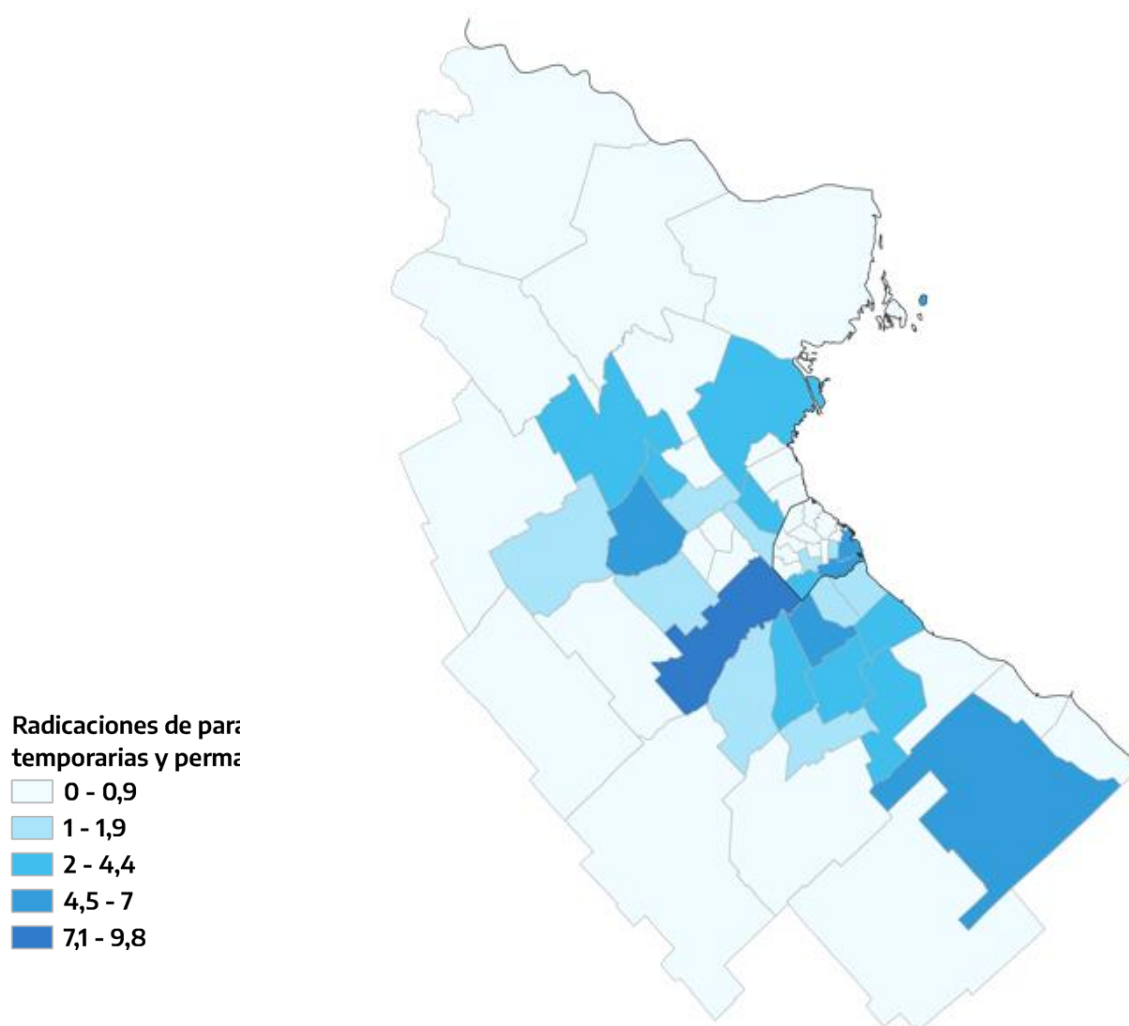 Radicaciones de para
temporarias y perma
0 - 0,9
1 - 1,9
2 - 4,4
4,5 - 7
7,1 - 9,8